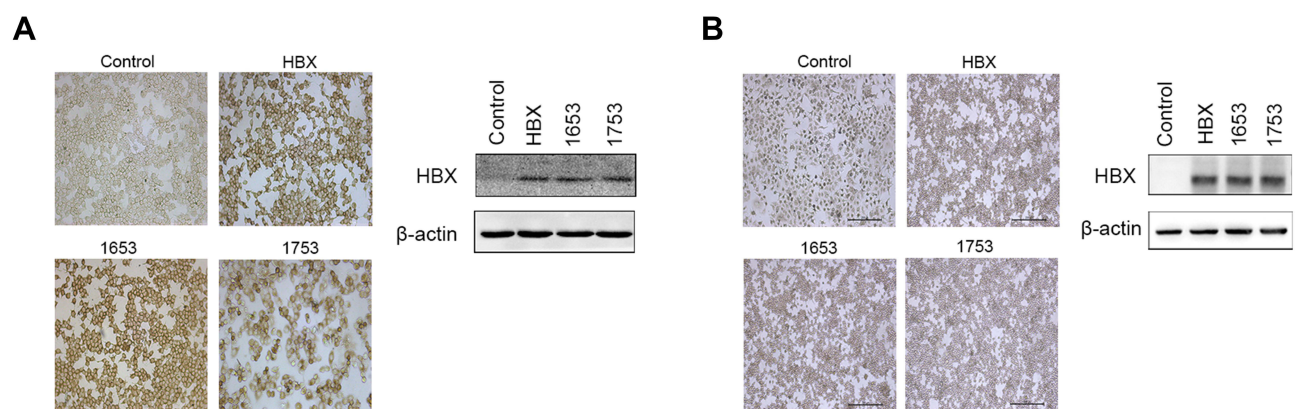 A
Control HBX
1653 1753
Control HBX 1653 1753
HBX
β-actin
B
Control HBX
1653 1753
Control HBX 1653 1753
HBX
β-actin